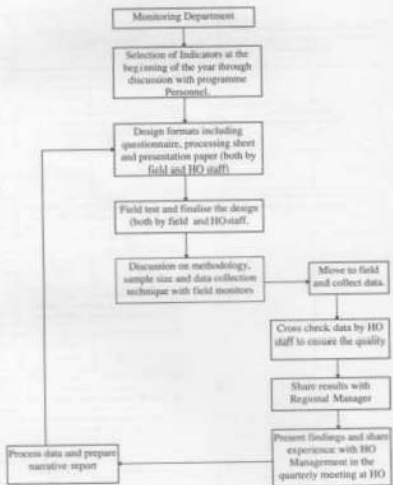 Monitoring Department
Selection of Indicators at the
beginning of the year through
discussion with programme
Personnel.
Design formats including
questionnaire, processing sheet
and presentation paper (both by
field and HO staff)
Field test and finalise the design
(both by field and HO staff.
Discussion on methodology,
sample size and data collection
technique with field monitors
Move to field
and collect data.
Cross check data by HO
staff to ensure the quality
Share results with
Regional Manager
Present findings and share
experience with HO
Management in the
quarterly meeting at HO
Process data and prepare
narrative report